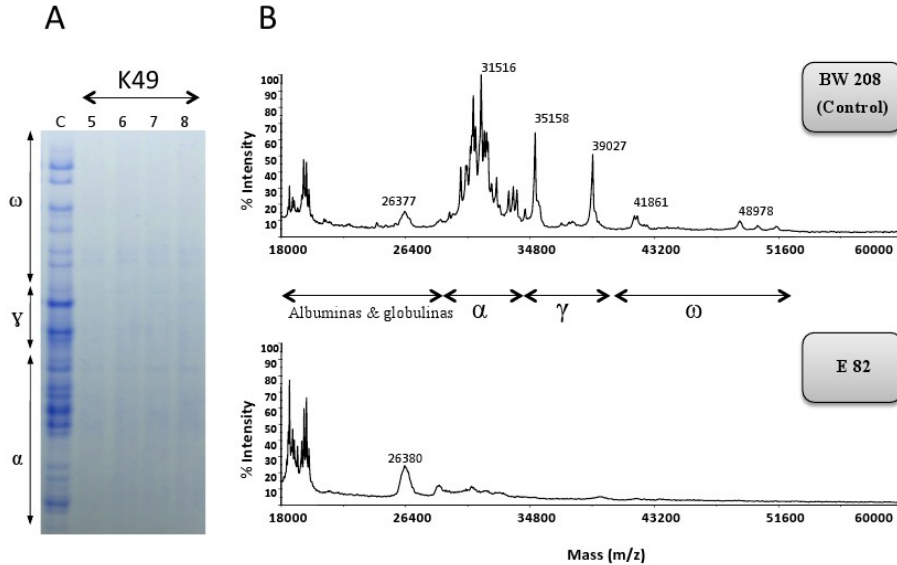 A
K49
C 5 6 7 8
ω
Ɣ
α
B
% Intensity
100
90
80
70
60
50
40
30
20
10
31516
35158
39027
26377
41861
48978
18000 26400 34800 43200 51600 60000
BW 208
(Control)
Albuminas & globulinas α γ ω
% Intensity
100
90
80
70
60
50
40
30
20
10
26380
18000 26400 34800 43200 51600 60000
Mass (m/z)
E 82